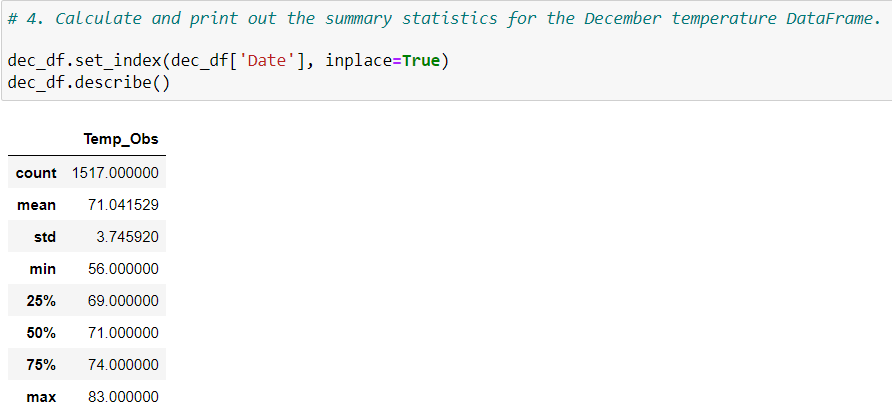 # 4. Calculate and print out the summary statistics for the December temperature DataFrame.
dec_df.set_index(dec_df['Date'], inplace=True)
dec_df.describe()
Temp_Obs
count 1517.000000
mean 71.041529
std 3.745920
min 56.000000
25% 69.000000
50% 71.000000
75% 74.000000
max 83.000000